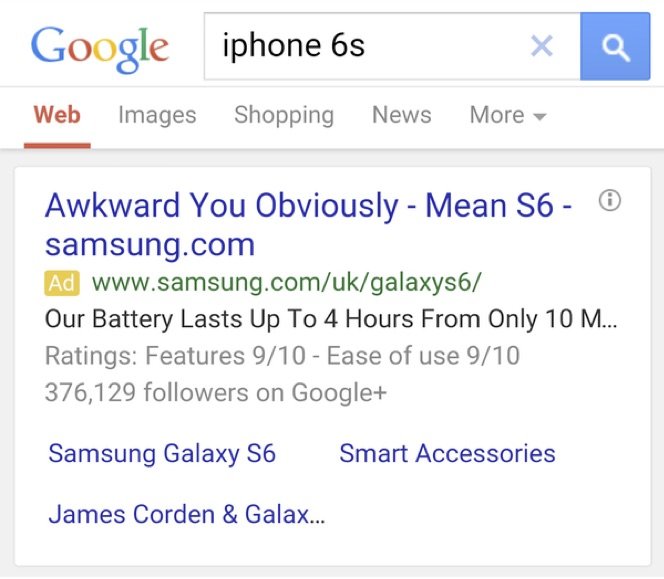 Google iphone 6s
Web Images Shopping News More
Awkward You Obviously - Mean S6 -
samsung.com
Ad www.samsung.com/uk/galaxys6/
Our Battery Lasts Up To 4 Hours From Only 10 M...
Ratings: Features 9/10 - Ease of use 9/10
376,129 followers on Google+
Samsung Galaxy S6 Smart Accessories
James Corden & Galax...